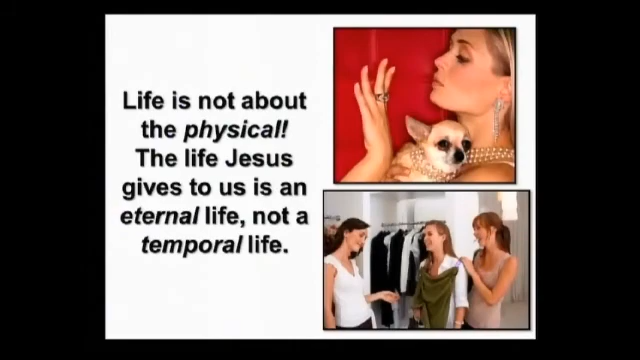 Life is not about
the physical!
The life Jesus
gives to us is an
eternal life, not a
temporal life.